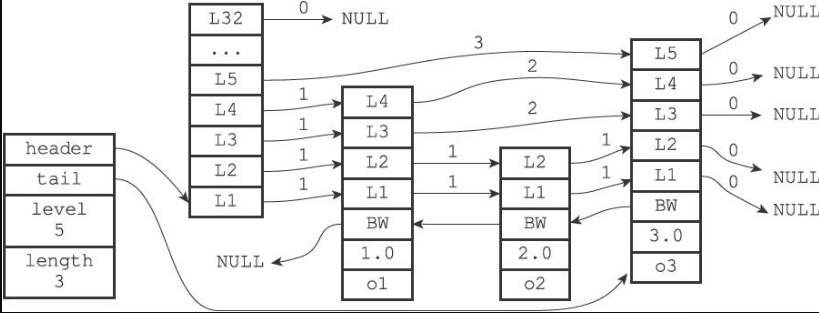 header
tail
level
5
length
3
L32
...
L5
L4
L3
L2
L1
0
NULL
3
1
1
1
1
L4
L3
L2
L1
BW
1.0
o1
NULL
2
2
1
1
L2
L1
BW
2.0
o2
1
1
L5
L4
L3
L2
L1
BW
3.0
o3
0
NULL
0
NULL
0
NULL
0
NULL
0
NULL